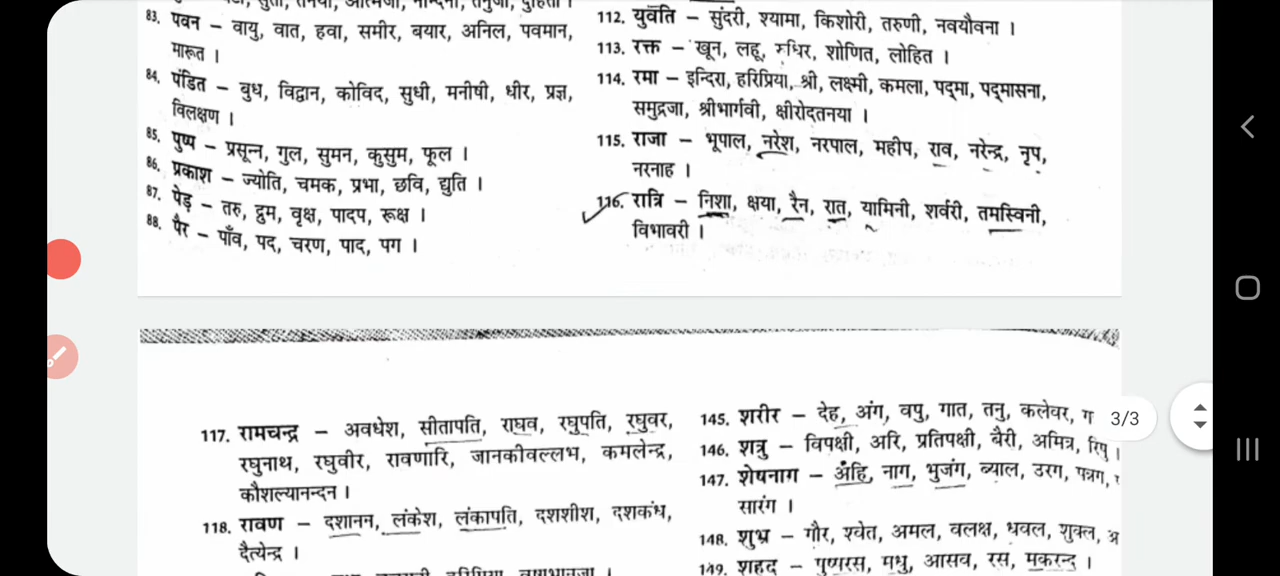 83. पवन – वायु, वात, हवा, समीर, बयार, अनिल, पवमान,
मारूत ।
84. पंडित – बुध, विद्वान, कोविद, सुधी, मनीषी, धीर, प्रज्ञ,
विलक्षण ।
85. पुष्प – प्रसून्न, गुल, सुमन, कुसुम, फूल ।
86. प्रकाश – ज्योति, चमक, प्रभा, छवि, द्युति ।
87. पेड़ – तरु, द्रुम, वृक्ष, पादप, रूक्ष ।
88. पैर – पाँव, पद, चरण, पाद, पग ।
112. युवति – सुंदरी, श्यामा, किशोरी, तरुणी, नवयौवना ।
113. रक्त – खून, लहू, रूधिर, शोणित, लोहित ।
114. रमा – इन्दिरा, हरिप्रिया, श्री, लक्ष्मी, कमला, पद्‌मा, पद्‌मासना,
समुद्रजा, श्रीभार्गवी, क्षीरोदतनया ।
115. राजा – भूपाल, नरेश, नरपाल, महीप, राव, नरेन्द्र, नृप,
नरनाह ।
116. रात्रि – निशा, क्षया, रैन, रात, यामिनी, शर्वरी, तमस्विनी,
विभावरी ।
117. रामचन्द्र – अवधेश, सीतापति, राघव, रघुपति, रघुवर,
रघुनाथ, रघुवीर, रावणारि, जानकीवल्लभ, कमलेन्द्र,
कौशल्यानन्दन ।
118. रावण – दशानन, लंकेश, लंकापति, दशशीश, दशकंध,
दैत्येन्द्र ।
145. शरीर – देह, अंग, वपु, गात, तनु, कलेवर,
146. शत्रु – विपक्षी, अरि, प्रतिपक्षी, वैरी, अमित्र, रिपु ।
147. शेषनाग – अहि, नाग, भुजंग, ब्याल, उरग, पन्नग,
सारंग ।
148. शुभ्र – गौर, श्वेत, अमल, वलक्ष, धवल, शुक्ल,
149. शहद – पुष्परस, मधु, आसव, रस, मकरन्द ।
3/3